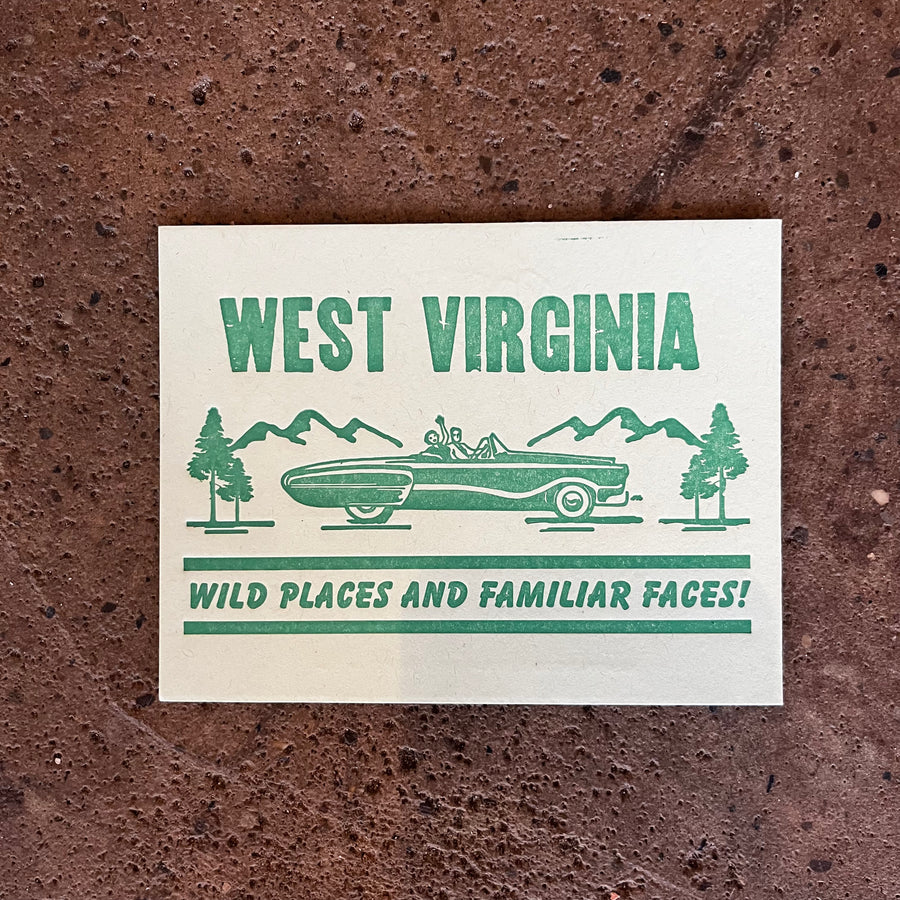 WEST VIRGINIA
WILD PLACES AND FAMILIAR FACES!